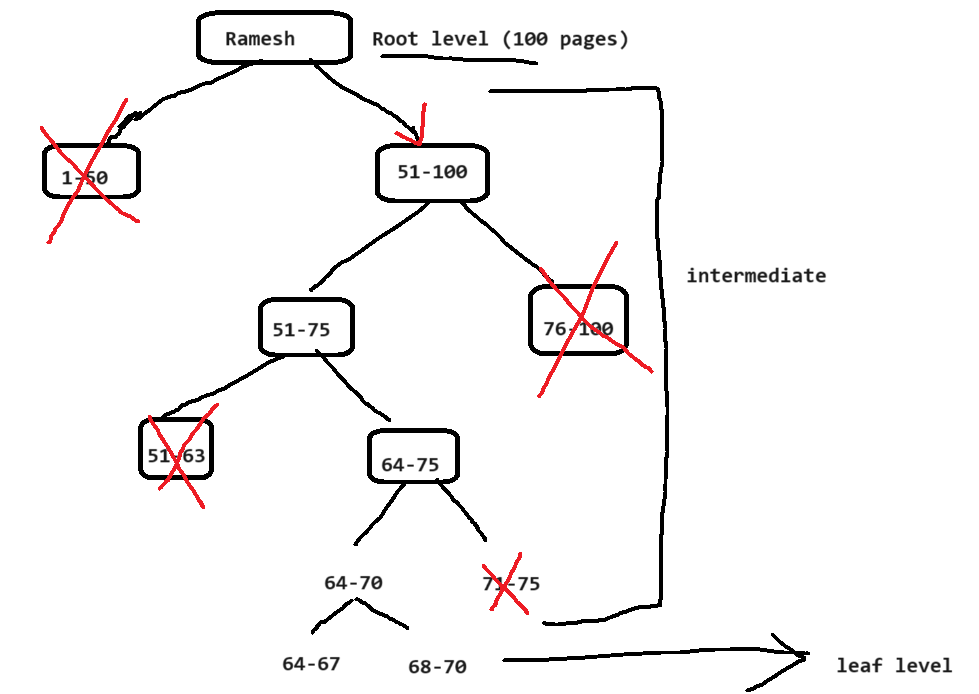 Ramesh
Root level (100 pages)
1-50
51-100
intermediate
51-75
76-100
51-63
64-75
64-70
71-75
64-67
68-70
leaf level